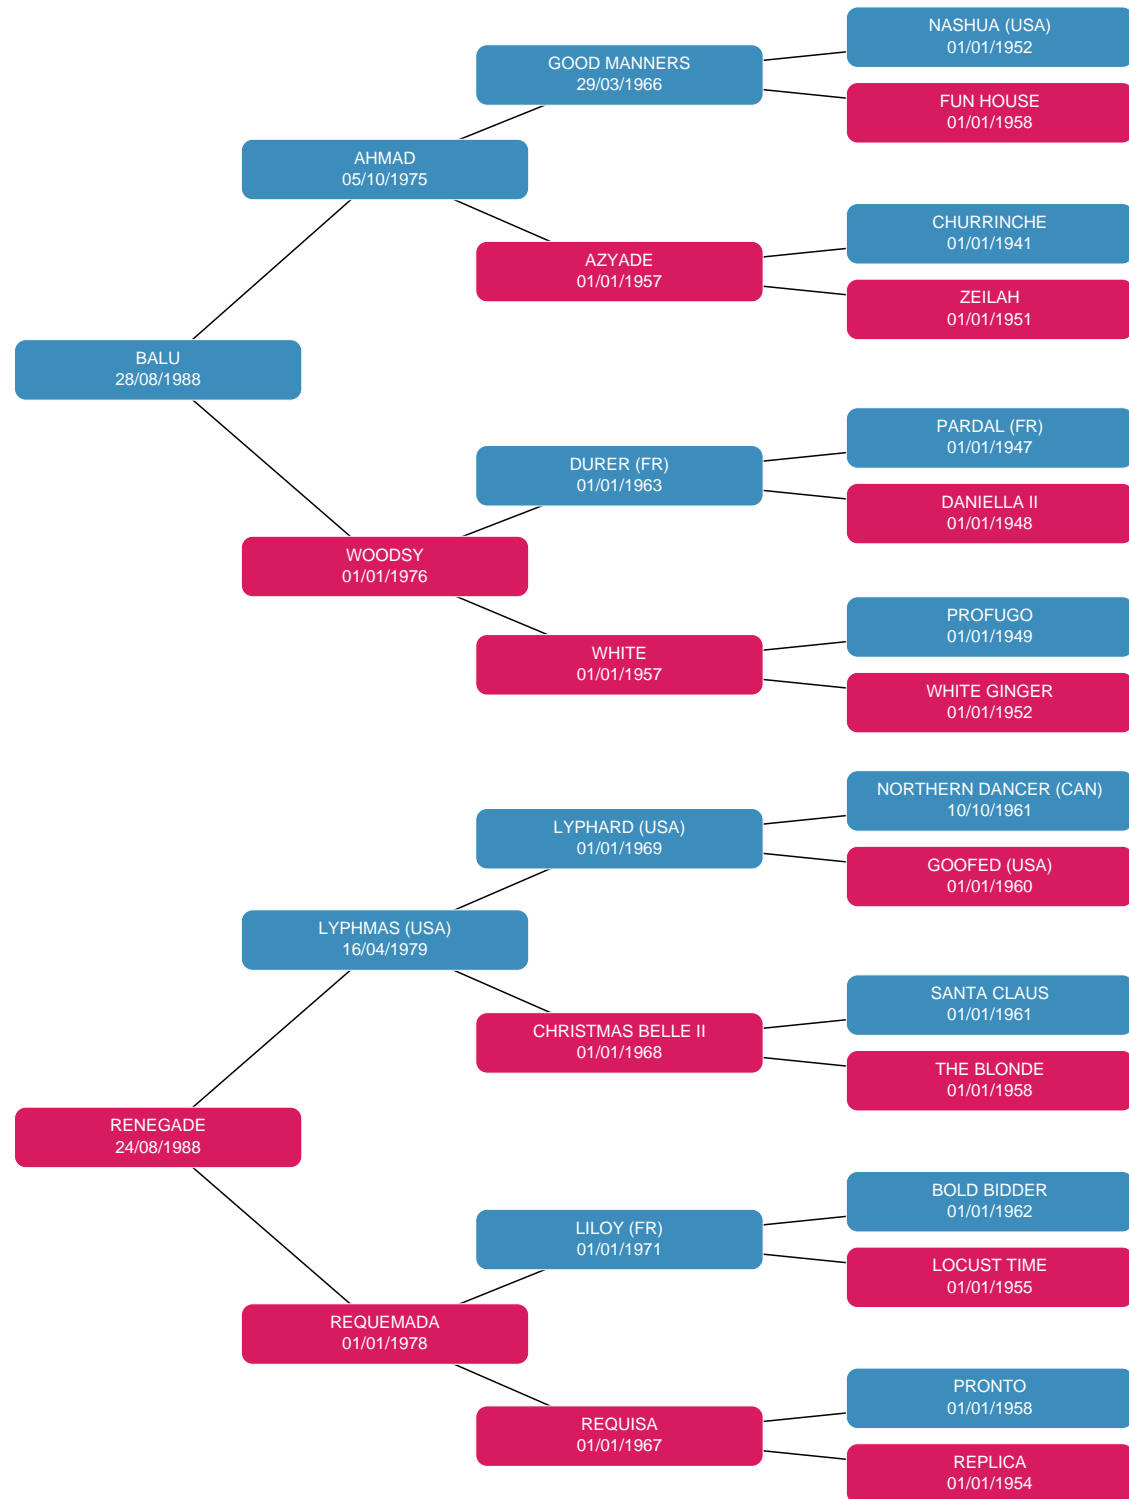 NASHUA (USA)
01/01/1952
GOOD MANNERS
29/03/1966
FUN HOUSE
01/01/1958
AHMAD
05/10/1975
CHURRINCHE
01/01/1941
AZYADE
01/01/1957
ZEILAH
01/01/1951
BALU
28/08/1988
PARDAL (FR)
01/01/1947
DURER (FR)
01/01/1963
DANIELLA II
01/01/1948
WOODSY
01/01/1976
PROFUGO
01/01/1949
WHITE
01/01/1957
WHITE GINGER
01/01/1952
NORTHERN DANCER (CAN)
10/10/1961
LYPHARD (USA)
01/01/1969
GOOFED (USA)
01/01/1960
LYPHMAS (USA)
16/04/1979
SANTA CLAUS
01/01/1961
CHRISTMAS BELLE II
01/01/1968
THE BLONDE
01/01/1958
RENEGADE
24/08/1988
BOLD BIDDER
01/01/1962
LILOY (FR)
01/01/1971
LOCUST TIME
01/01/1955
REQUEMADA
01/01/1978
PRONTO
01/01/1958
REQUISA
01/01/1967
REPLICA
01/01/1954